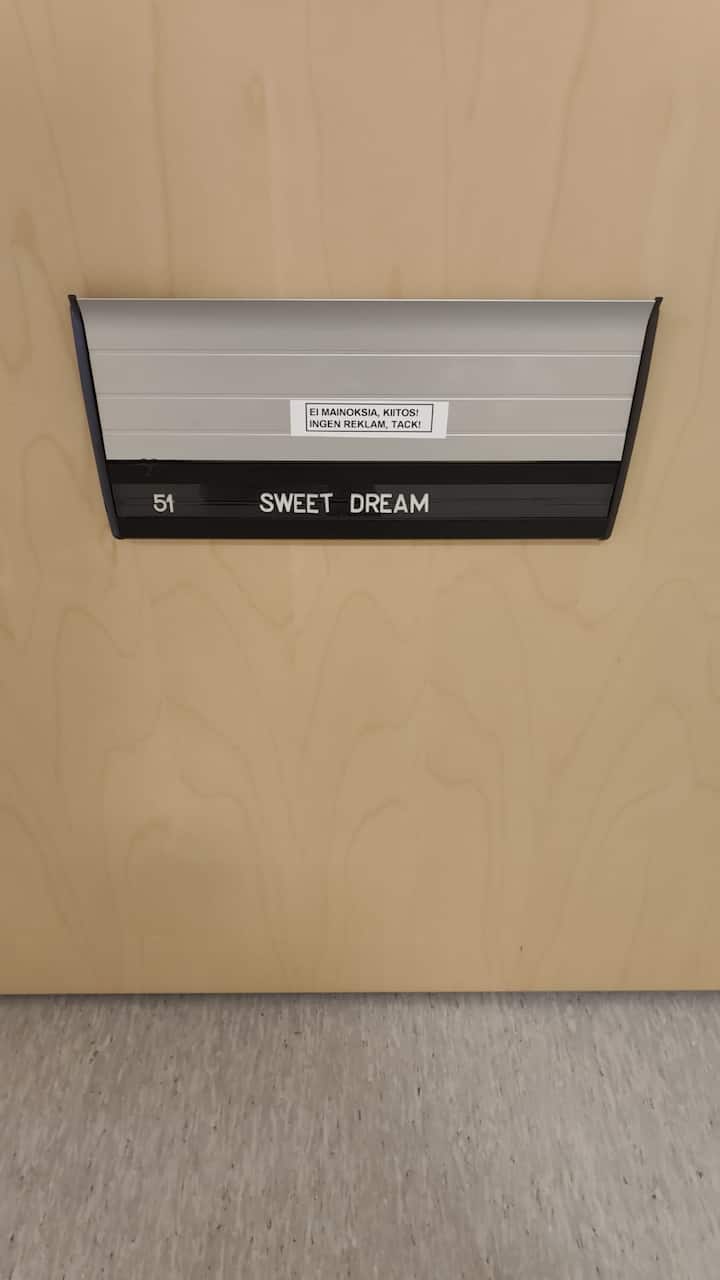 EI MAINOKSIA, KIITOS!
INGEN REKLAM, TACK!
51 SWEET DREAM